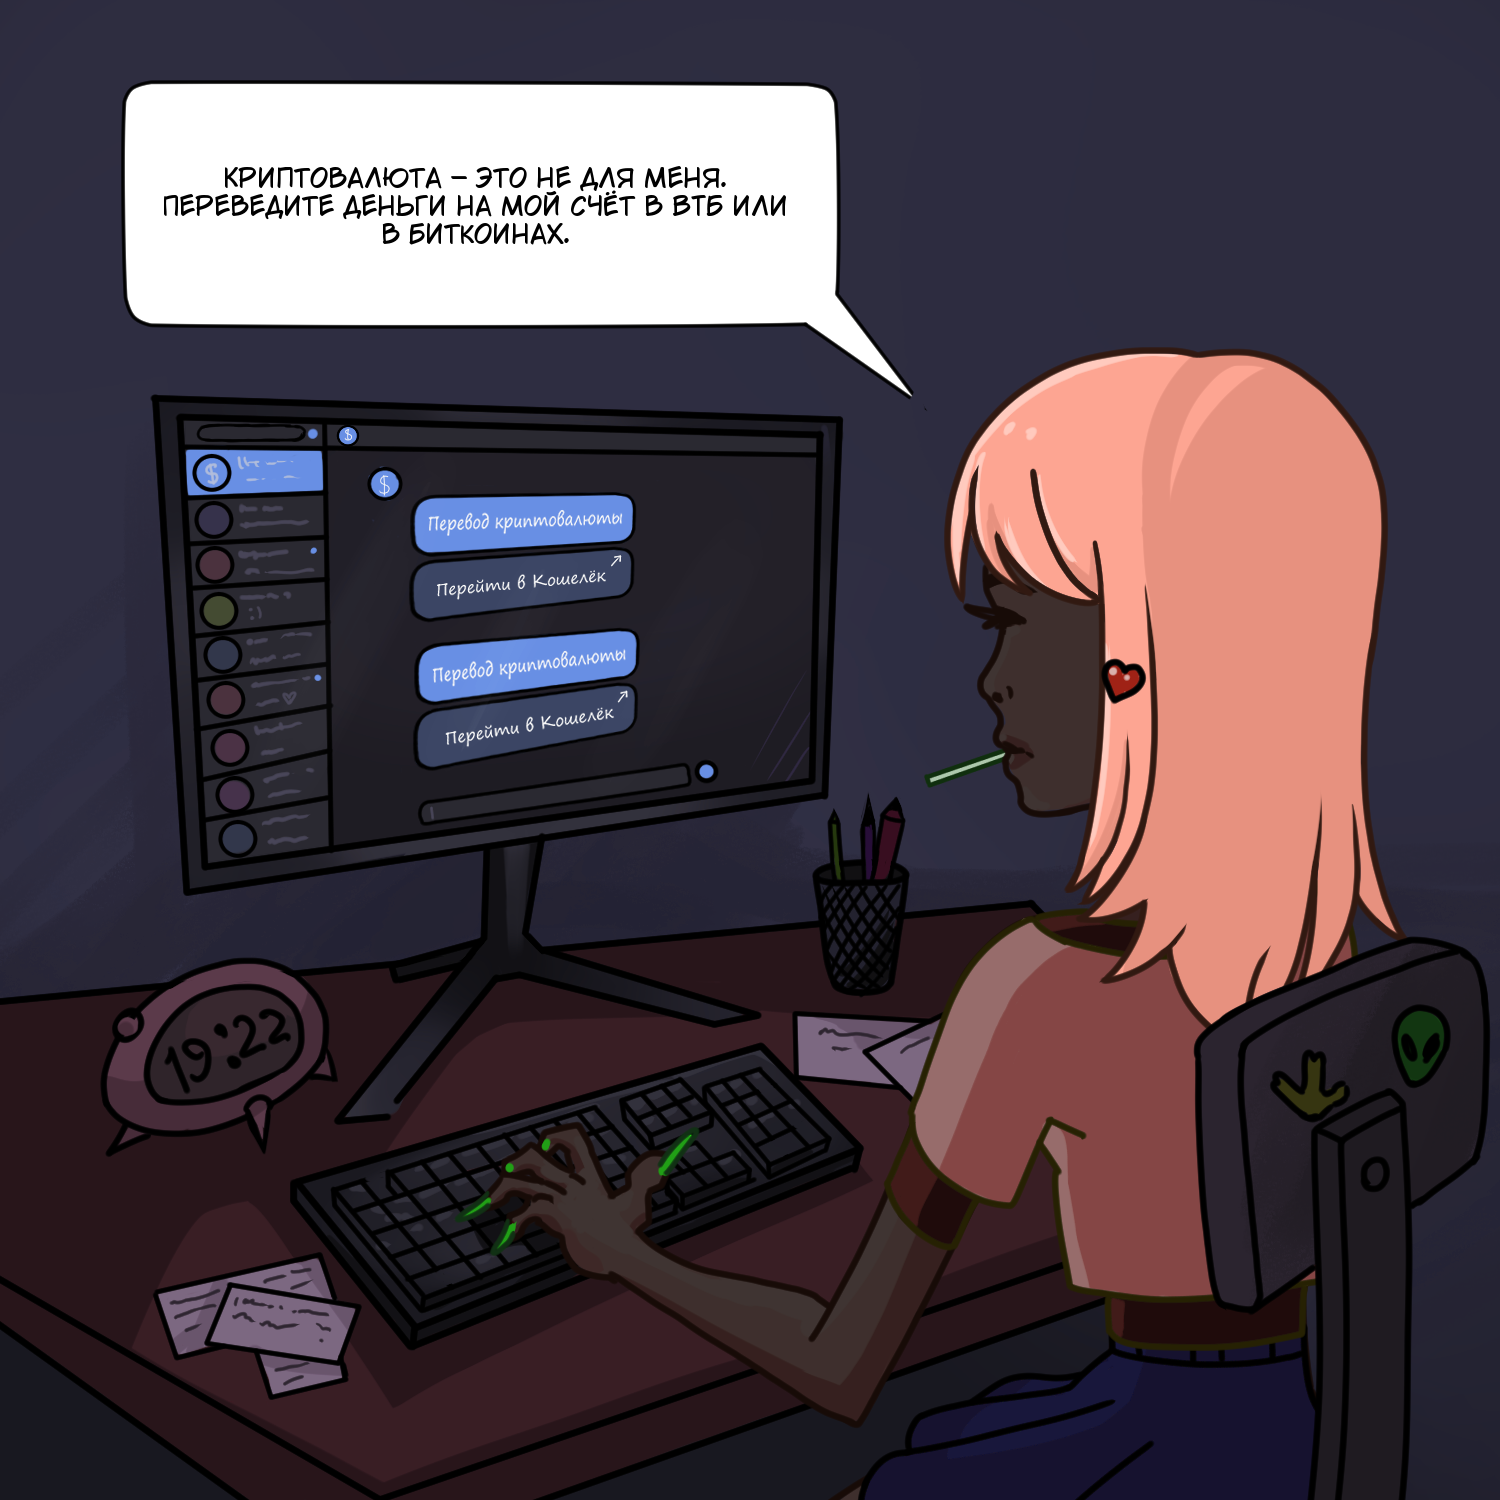 КРИПТОВАЛЮТА – ЭТО НЕ ДЛЯ МЕНЯ.
ПЕРЕВЕДИТЕ ДЕНЬГИ НА МОЙ СЧЁТ В ВТБ ИЛИ
В БИТКОИНАХ.
$
$
$
Перевод криптовалюты
Перейти в Кошелёк
:)
Перевод криптовалюты
Перейти в Кошелёк
19:22